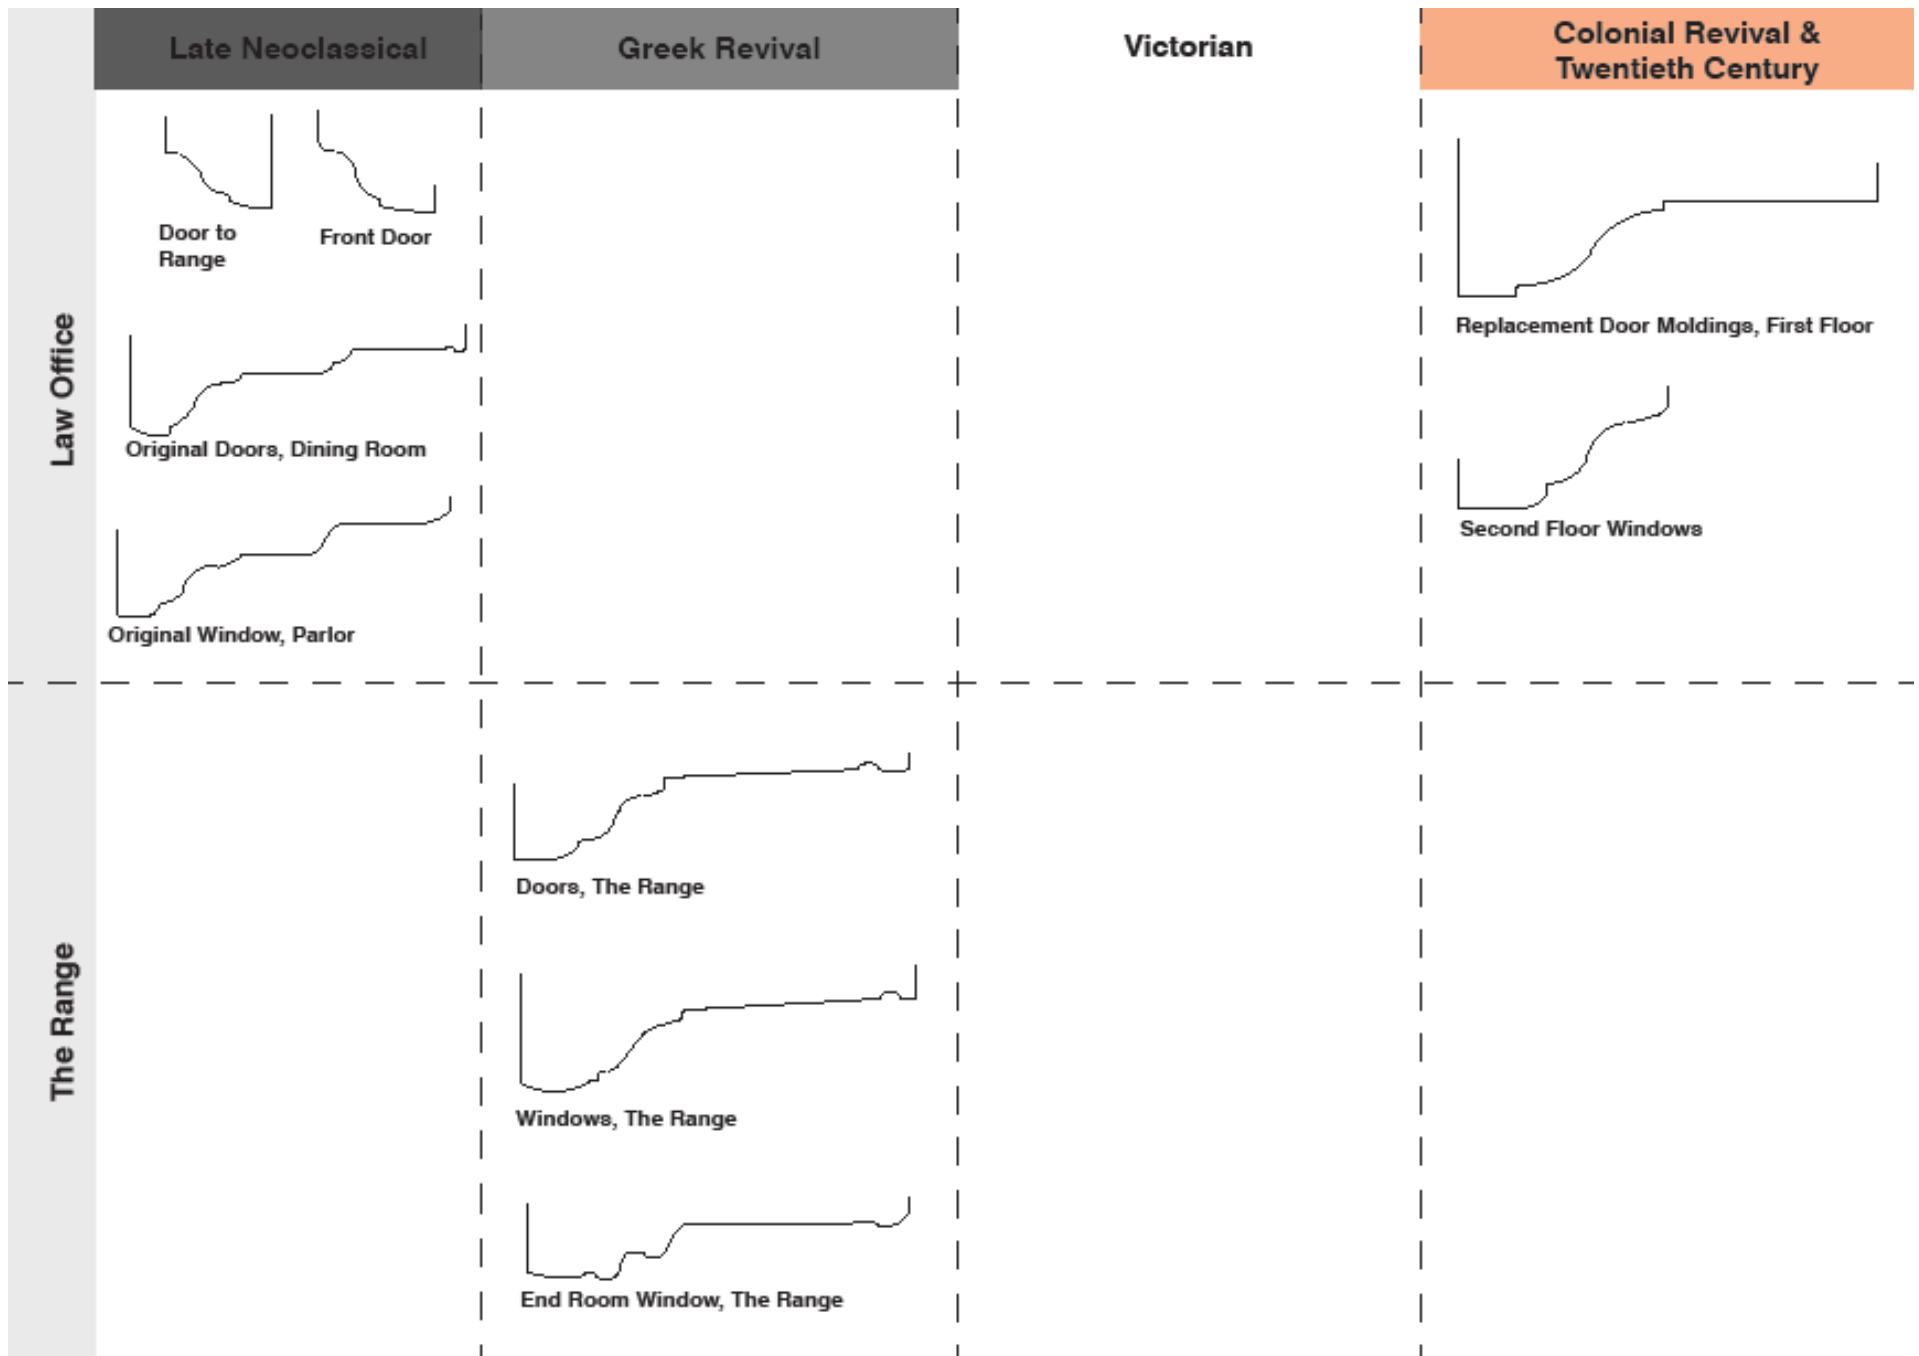 Late Neoclassical
Greek Revival
Victorian
Colonial Revival &
Twentieth Century
Law Office
Door to
Range
Front Door
Original Doors, Dining Room
Original Window, Parlor
Replacement Door Moldings, First Floor
Second Floor Windows
The Range
Doors, The Range
Windows, The Range
End Room Window, The Range